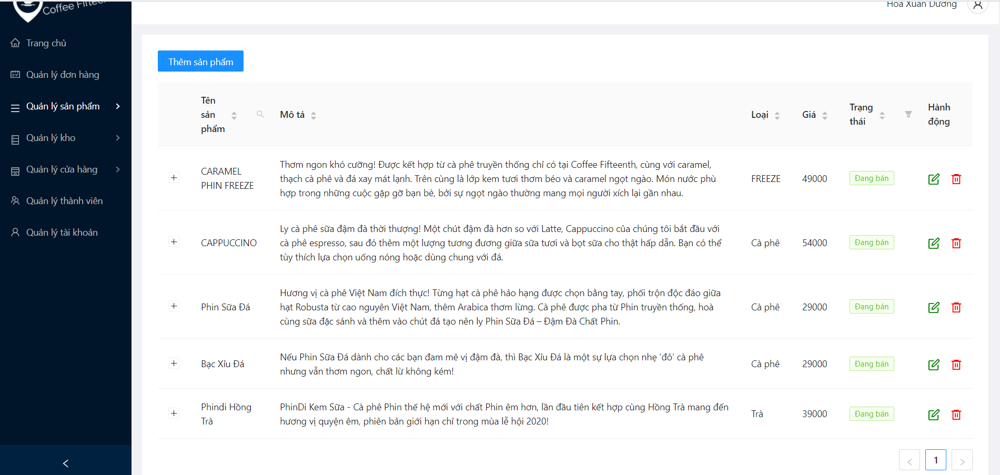 Coffee Fifteen
Hoa Xuân Dương
Trang chủ
Quản lý đơn hàng
Quản lý sản phẩm
Quản lý kho
Quản lý cửa hàng
Quản lý thành viên
Quản lý tài khoản
Thêm sản phẩm
Tên
sản
phẩm
Mô tả
Loại
Giá
Trạng
thái
Hành
động
CARAMEL
PHIN FREEZE
Thơm ngon khó cưỡng! Được kết hợp từ cà phê truyền thống chỉ có tại Coffee Fifteenth, cùng với caramel,
thạch cà phê và đá xay mát lạnh. Trên cùng là lớp kem tươi thơm béo và caramel ngọt ngào. Món nước phù
hợp trong những cuộc gặp gỡ bạn bè, bởi sự ngọt ngào thường mang mọi người xích lại gần nhau.
FREEZE
49000
Đang bán
CAPPUCCINO
Ly cà phê sữa đậm đà thời thượng! Một chút đậm đà hơn so với Latte, Cappuccino của chúng tôi bắt đầu với
cà phê espresso, sau đó thêm một lượng tương đương giữa sữa tươi và bọt sữa cho thật hấp dẫn. Bạn có thể
tùy thích lựa chọn uống nóng hoặc dùng chung với đá.
Cà phê
54000
Đang bán
Phin Sữa Đá
Hương vị cà phê Việt Nam đích thực! Từng hạt cà phê hảo hạng được chọn bằng tay, phối trộn độc đáo giữa
hạt Robusta từ cao nguyên Việt Nam, thêm Arabica thơm lừng. Cà phê được pha từ Phin truyền thống, hoà
cùng sữa đặc sánh và thêm vào chút đá tạo nên ly Phin Sữa Đá – Đậm Đà Chất Phin.
Cà phê
29000
Đang bán
Bạc Xỉu Đá
Nếu Phin Sữa Đá dành cho các bạn đam mê vị đậm đà, thì Bạc Xỉu Đá là một sự lựa chọn nhẹ 'đô' cà phê
nhưng vẫn thơm ngon, chất lừ không kém!
Cà phê
29000
Đang bán
Phindi Hồng
Trà
PhinDi Kem Sữa - Cà phê Phin thế hệ mới với chất Phin êm hơn, lần đầu tiên kết hợp cùng Hồng Trà mang đến
hương vị quyện êm, phiên bản giới hạn chỉ trong mùa lễ hội 2020!
Trà
39000
Đang bán
1